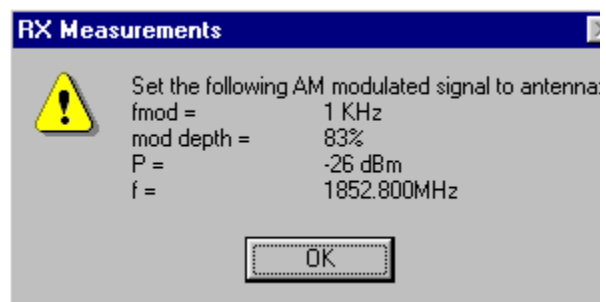 RX Measurements
Set the following AM modulated signal to antenna:
fmod = 1 KHz
mod depth = 83%
P = -26 dBm
f = 1852.800MHz
OK